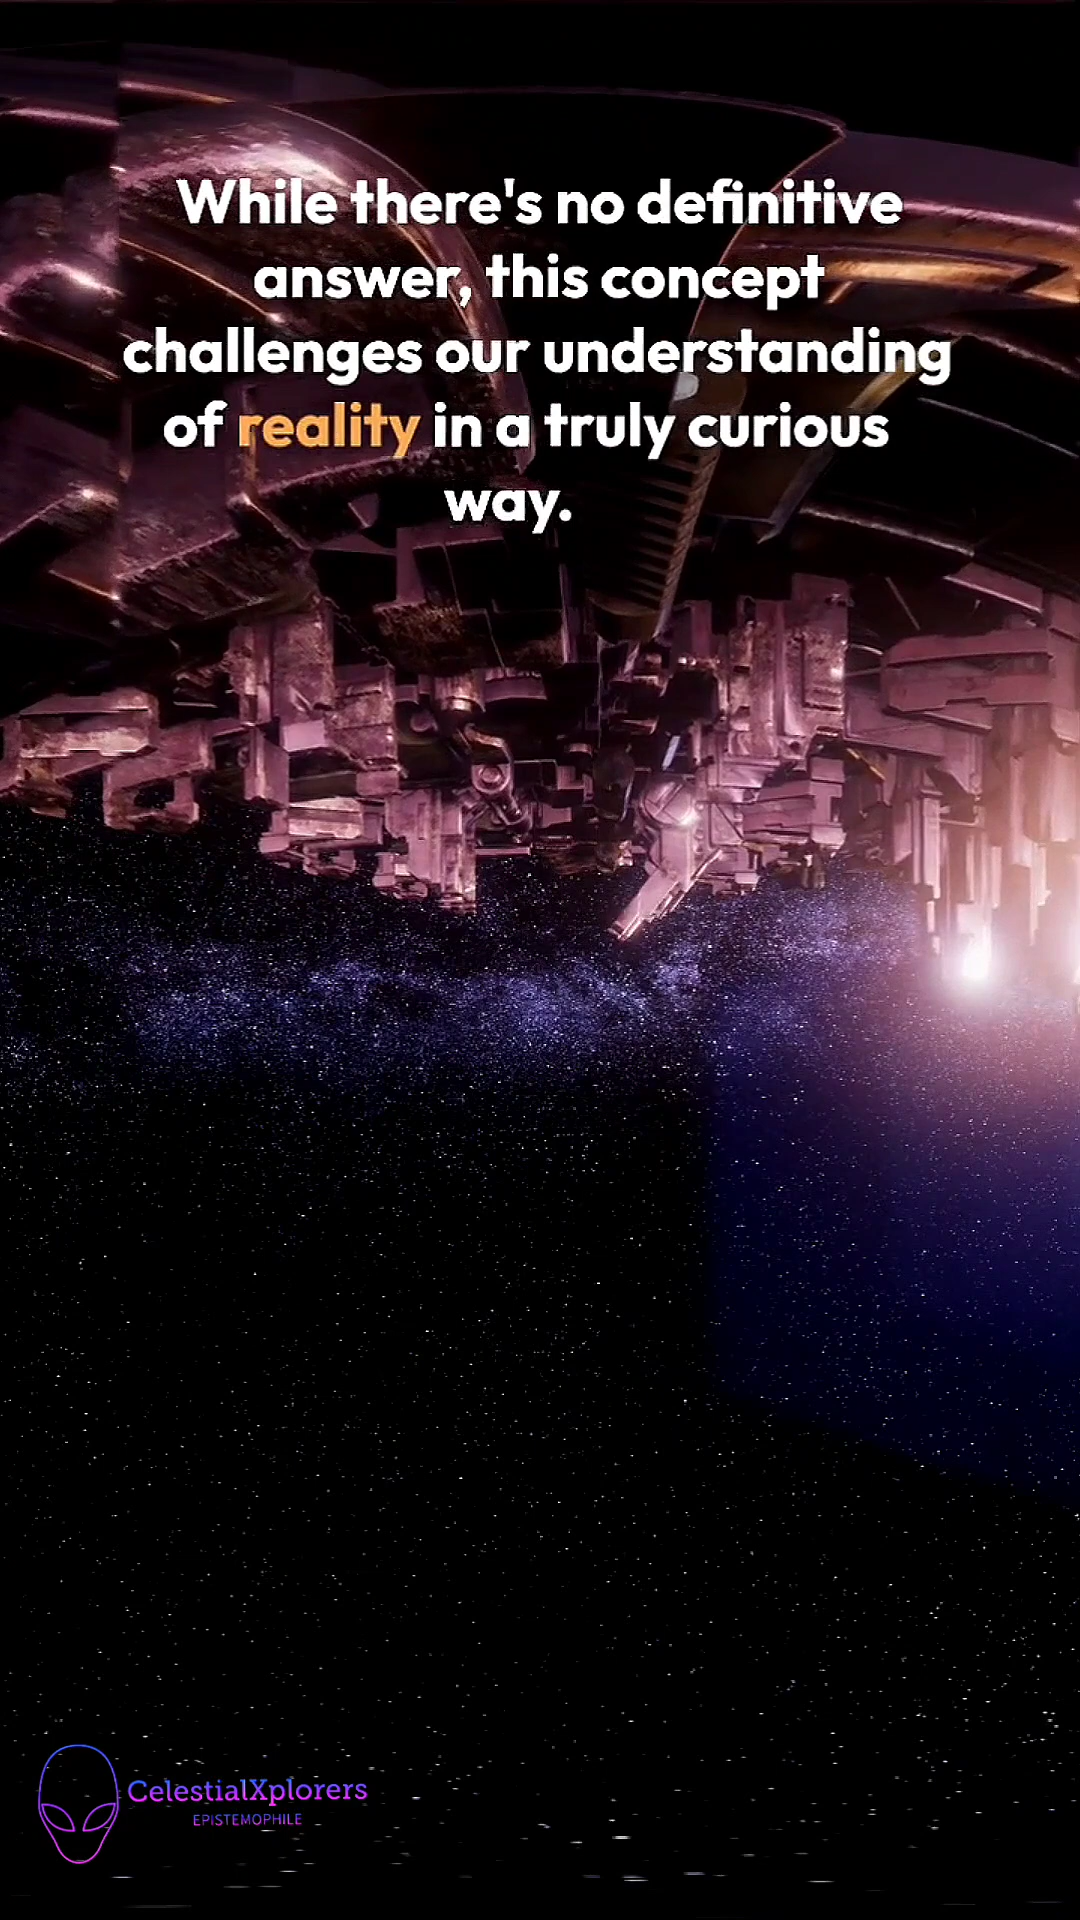 While there's no definitive
answer, this concept
challenges our understanding
of reality in a truly curious
way.
CelestialXplorers
EPISTEMOPHILE